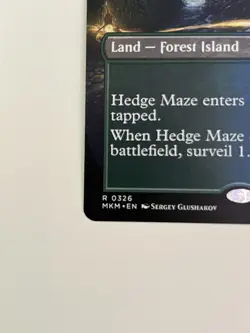 Land — Forest Island
Hedge Maze enters
tapped.
When Hedge Maze
battlefield, surveil 1.
R 0326
MKM • EN SERGEY GLUSHAKOV